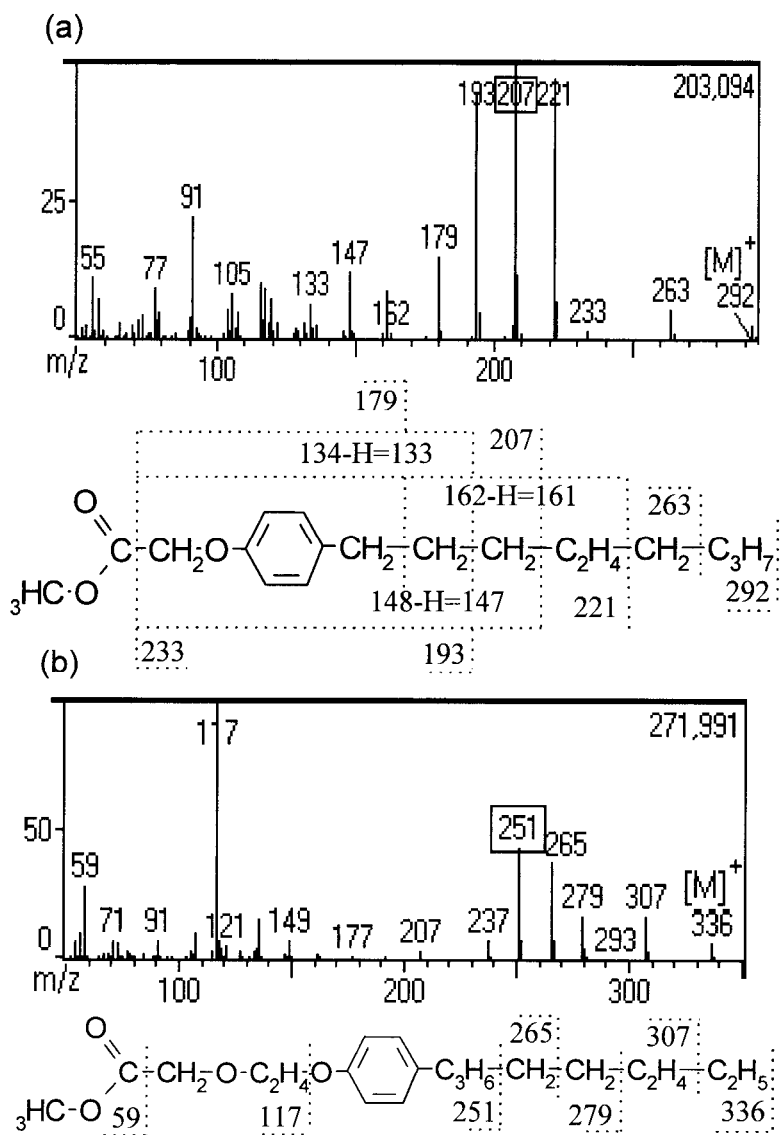 (a)
193 207 221 203,094
25
91
55 77 105 133 147 162 179 233 263 [M]+ 292
0
m/z 100 200
179
134-H=133 207
162-H=161 263
O
C-CH2-O CH2-CH2-CH2-C2H4-CH2-C3H7
3HC-O 148-H=147 221 292
233 193
(b)
117 271,991
50
251
59 265 [M]+
71 91 121 149 177 207 237 279 293 307 336
0
m/z 100 200 300
O 265 307
C-CH2-O-C2H4-O C3H6-CH2-CH2-C2H4-C2H5
3HC-O 59 117 251 279 336